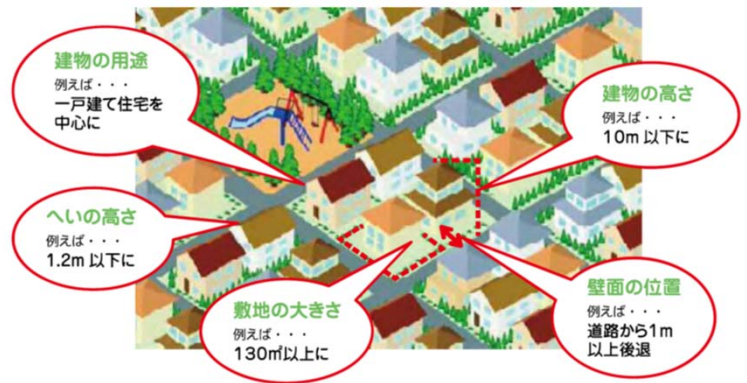 建物の用途
例えば・・・
一戸建て住宅を
中心に
建物の高さ
例えば・・・
10m 以下に
へいの高さ
例えば・・・
1.2m 以下に
敷地の大きさ
例えば・・・
130㎡以上に
壁面の位置
例えば・・・
道路から1m
以上後退